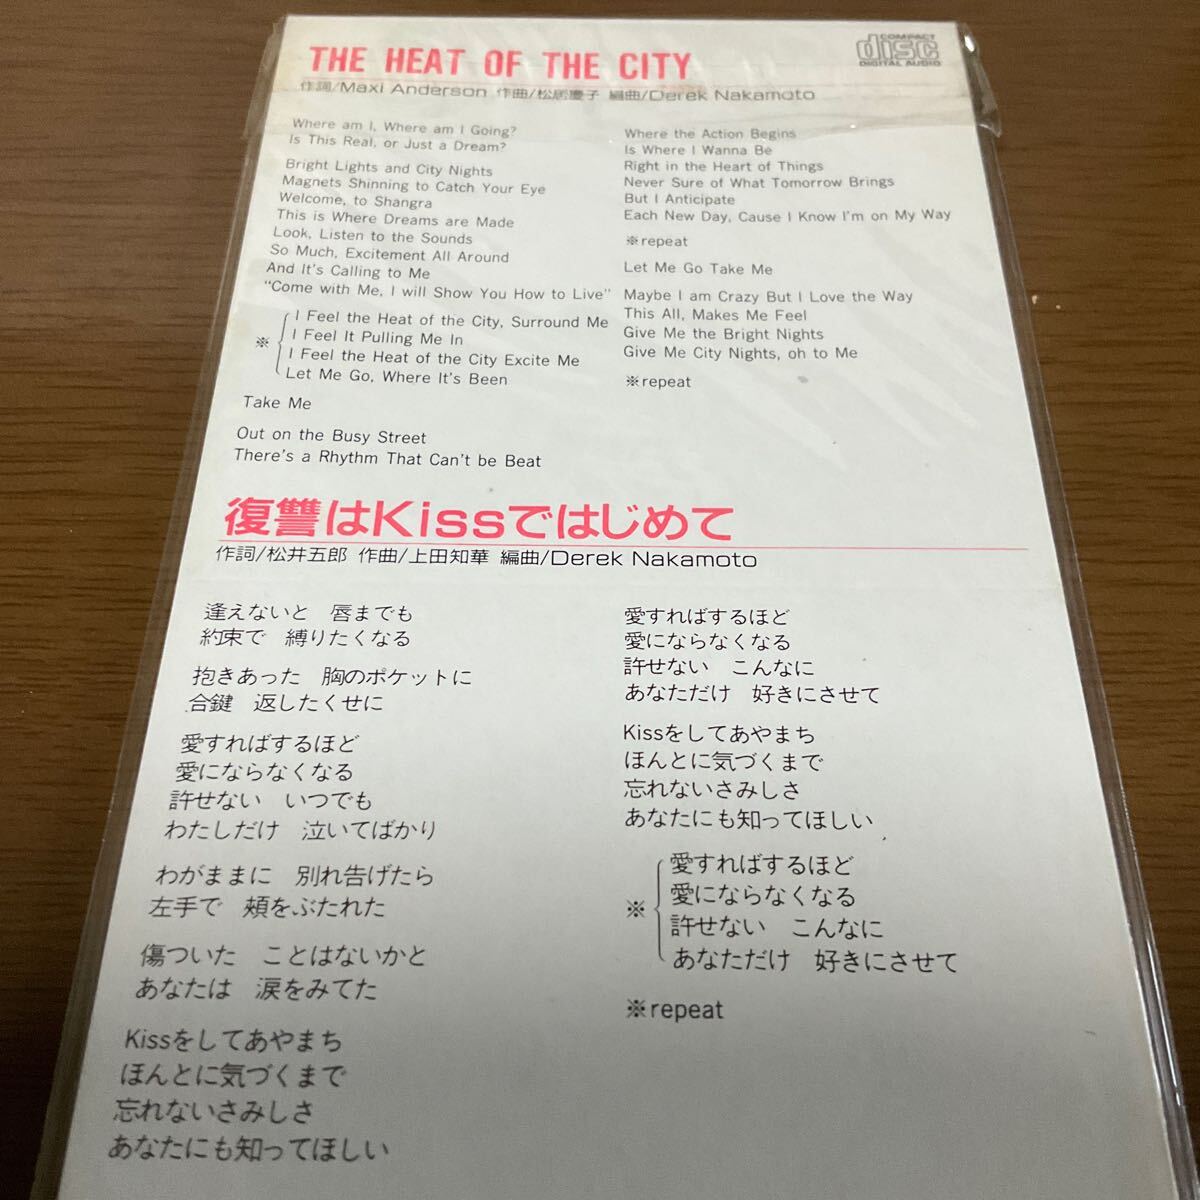 THE HEAT OF THE CITY
COMPACT
disc
DIGITAL AUDIO
作詞/Maxi Anderson 作曲/松居慶子 編曲/Derek Nakamoto
Where am I, Where am I Going?
Is This Real, or Just a Dream?
Bright Lights and City Nights
Magnets Shinning to Catch Your Eye
Welcome, to Shangra
This is Where Dreams are Made
Look, Listen to the Sounds
So Much, Excitement All Around
And It's Calling to Me
"Come with Me, I will Show You How to Live"
※
I Feel the Heat of the City, Surround Me
I Feel It Pulling Me In
I Feel the Heat of the City Excite Me
Let Me Go, Where It's Been
Take Me
Out on the Busy Street
There's a Rhythm That Can't be Beat
Where the Action Begins
Is Where I Wanna Be
Right in the Heart of Things
Never Sure of What Tomorrow Brings
But I Anticipate
Each New Day, Cause I Know I'm on My Way
※repeat
Let Me Go Take Me
Maybe I am Crazy But I Love the Way
This All, Makes Me Feel
Give Me the Bright Nights
Give Me City Nights, oh to Me
※repeat
復讐はKissではじめて
作詞/松井五郎 作曲/上田知華 編曲/Derek Nakamoto
逢えないと 唇までも
約束で 縛りたくなる
抱きあった 胸のポケットに
合鍵 返したくせに
愛すればするほど
愛にならなくなる
許せない いつでも
わたしだけ 泣いてばかり
わがままに 別れ告げたら
左手で 頬をぶたれた
傷ついた ことはないかと
あなたは 涙をみてた
Kissをしてあやまち
ほんとに気づくまで
忘れないさみしさ
あなたにも知ってほしい
愛すればするほど
愛にならなくなる
許せない こんなに
あなただけ 好きにさせて
Kissをしてあやまち
ほんとに気づくまで
忘れないさみしさ
あなたにも知ってほしい
※
愛すればするほど
愛にならなくなる
許せない こんなに
あなただけ 好きにさせて
※repeat